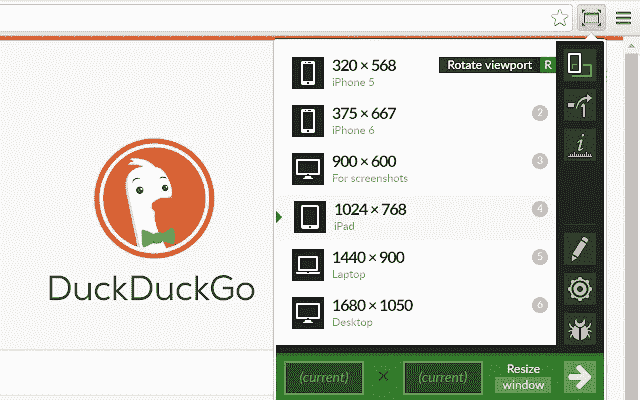 320 × 568
iPhone 5
Rotate viewport R
375 × 667
iPhone 6
2
900 × 600
For screenshots
3
1024 × 768
iPad
4
1440 × 900
Laptop
5
1680 × 1050
Desktop
6
DuckDuckGo
(current) × (current)
Resize
window